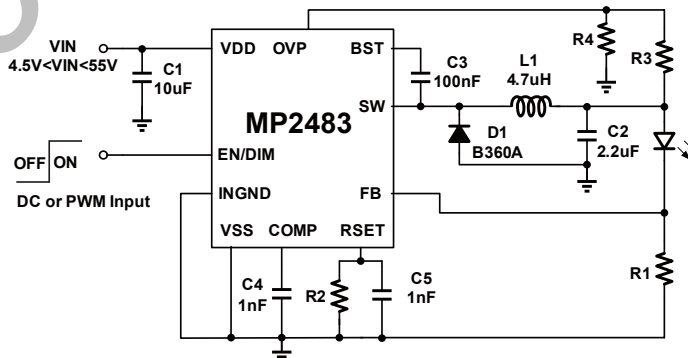 VIN
4.5V<VIN<55V
C1
10uF
VDD OVP BST
C3
100nF
L1
4.7uH
R4
R3
SW
MP2483
D1
B360A
C2
2.2uF
OFF ON
EN/DIM
DC or PWM Input
INGND
FB
VSS COMP RSET
C4
1nF
R2
C5
1nF
R1